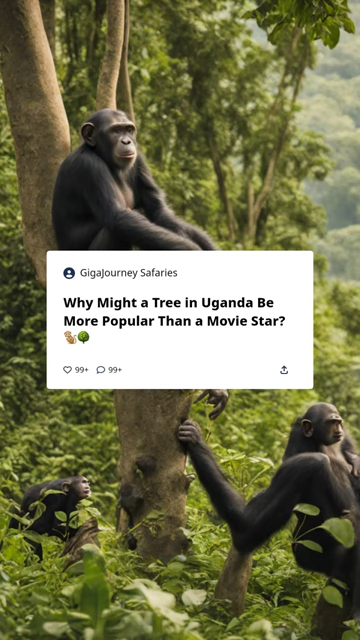 GigaJourney Safaries
Why Might a Tree in Uganda Be
More Popular Than a Movie Star?
🐒🌳
99+ 99+